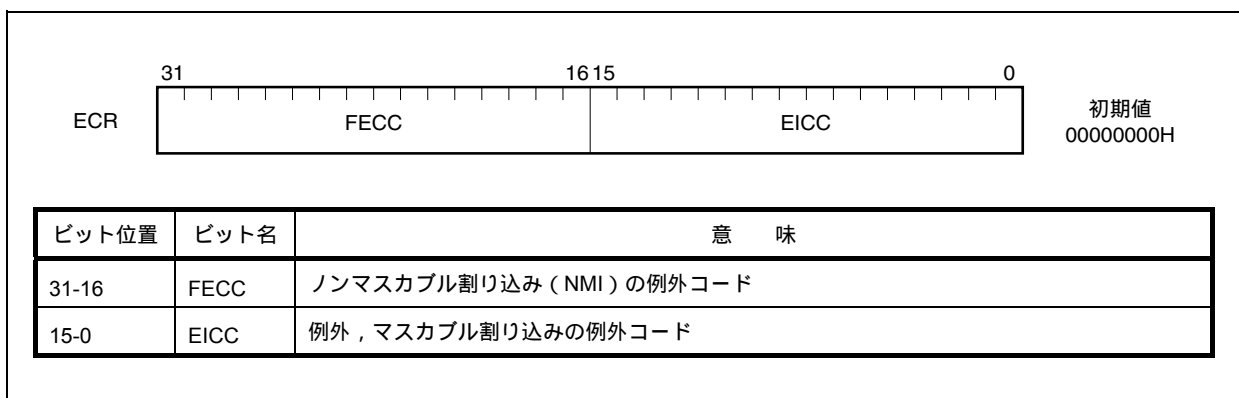 31 16 15 0
ECR FECC EICC 初期値
00000000H
ビット位置 ビット名 意 味
31-16 FECC ノンマスカブル割り込み（NMI）の例外コード
15-0 EICC 例外，マスカブル割り込みの例外コード